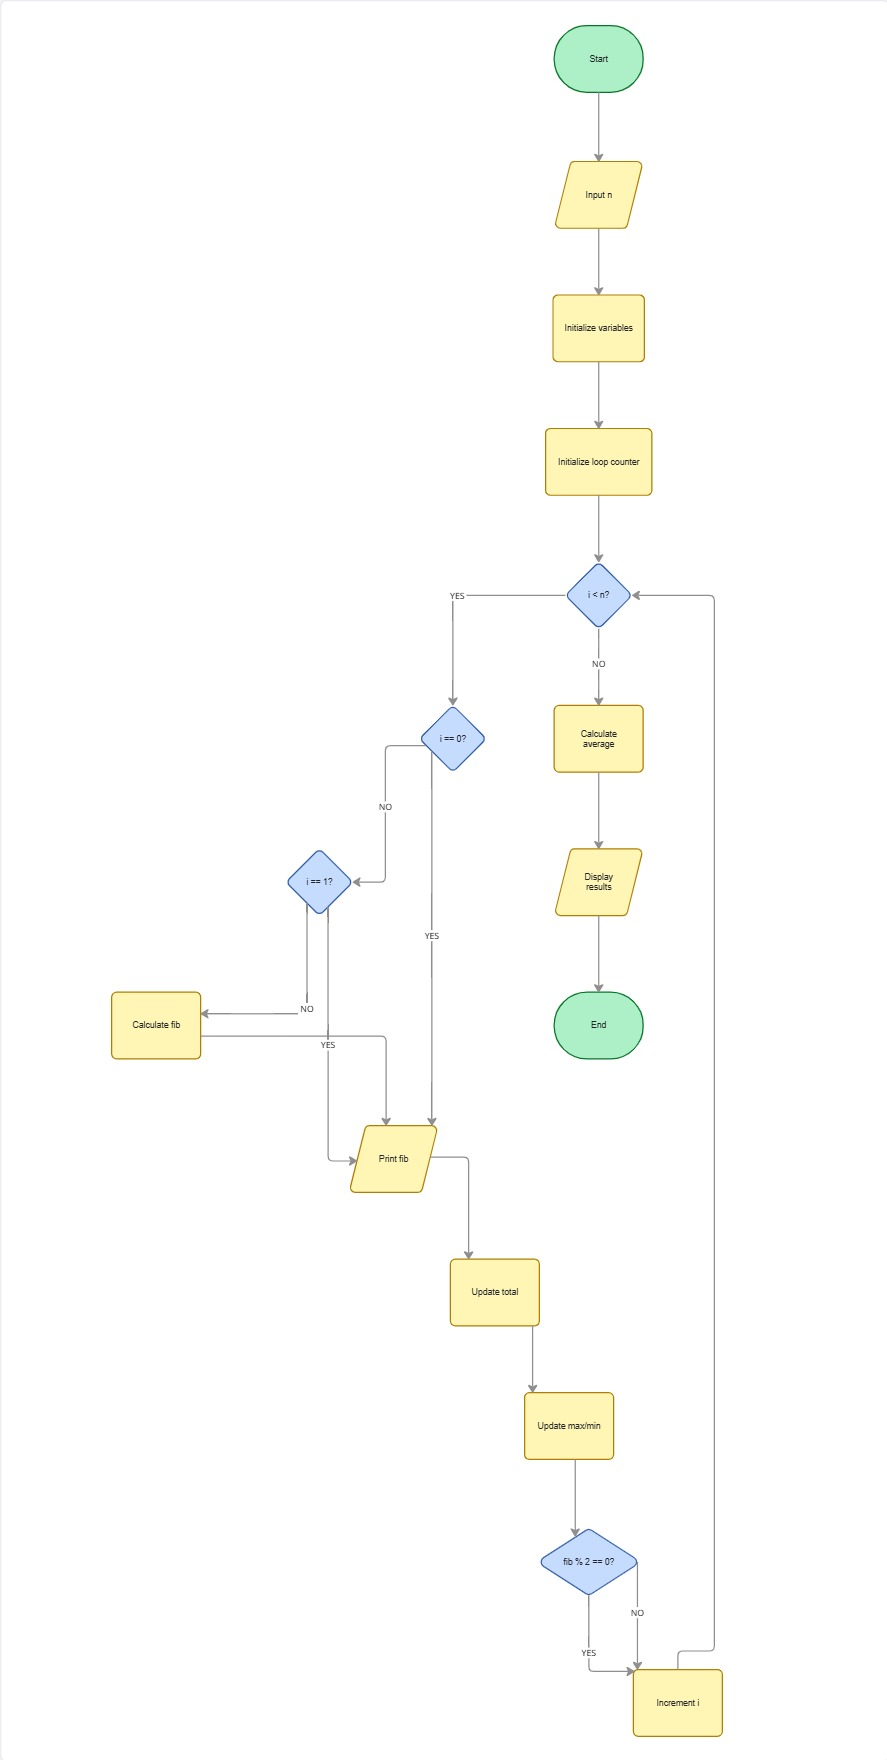 Start
Input n
Initialize variables
Initialize loop counter
i < n?
YES
NO
i == 0?
Calculate
average
NO
i == 1?
Display
results
YES
NO
Calculate fib
End
YES
Print fib
Update total
Update max/min
fib % 2 == 0?
NO
YES
Increment i